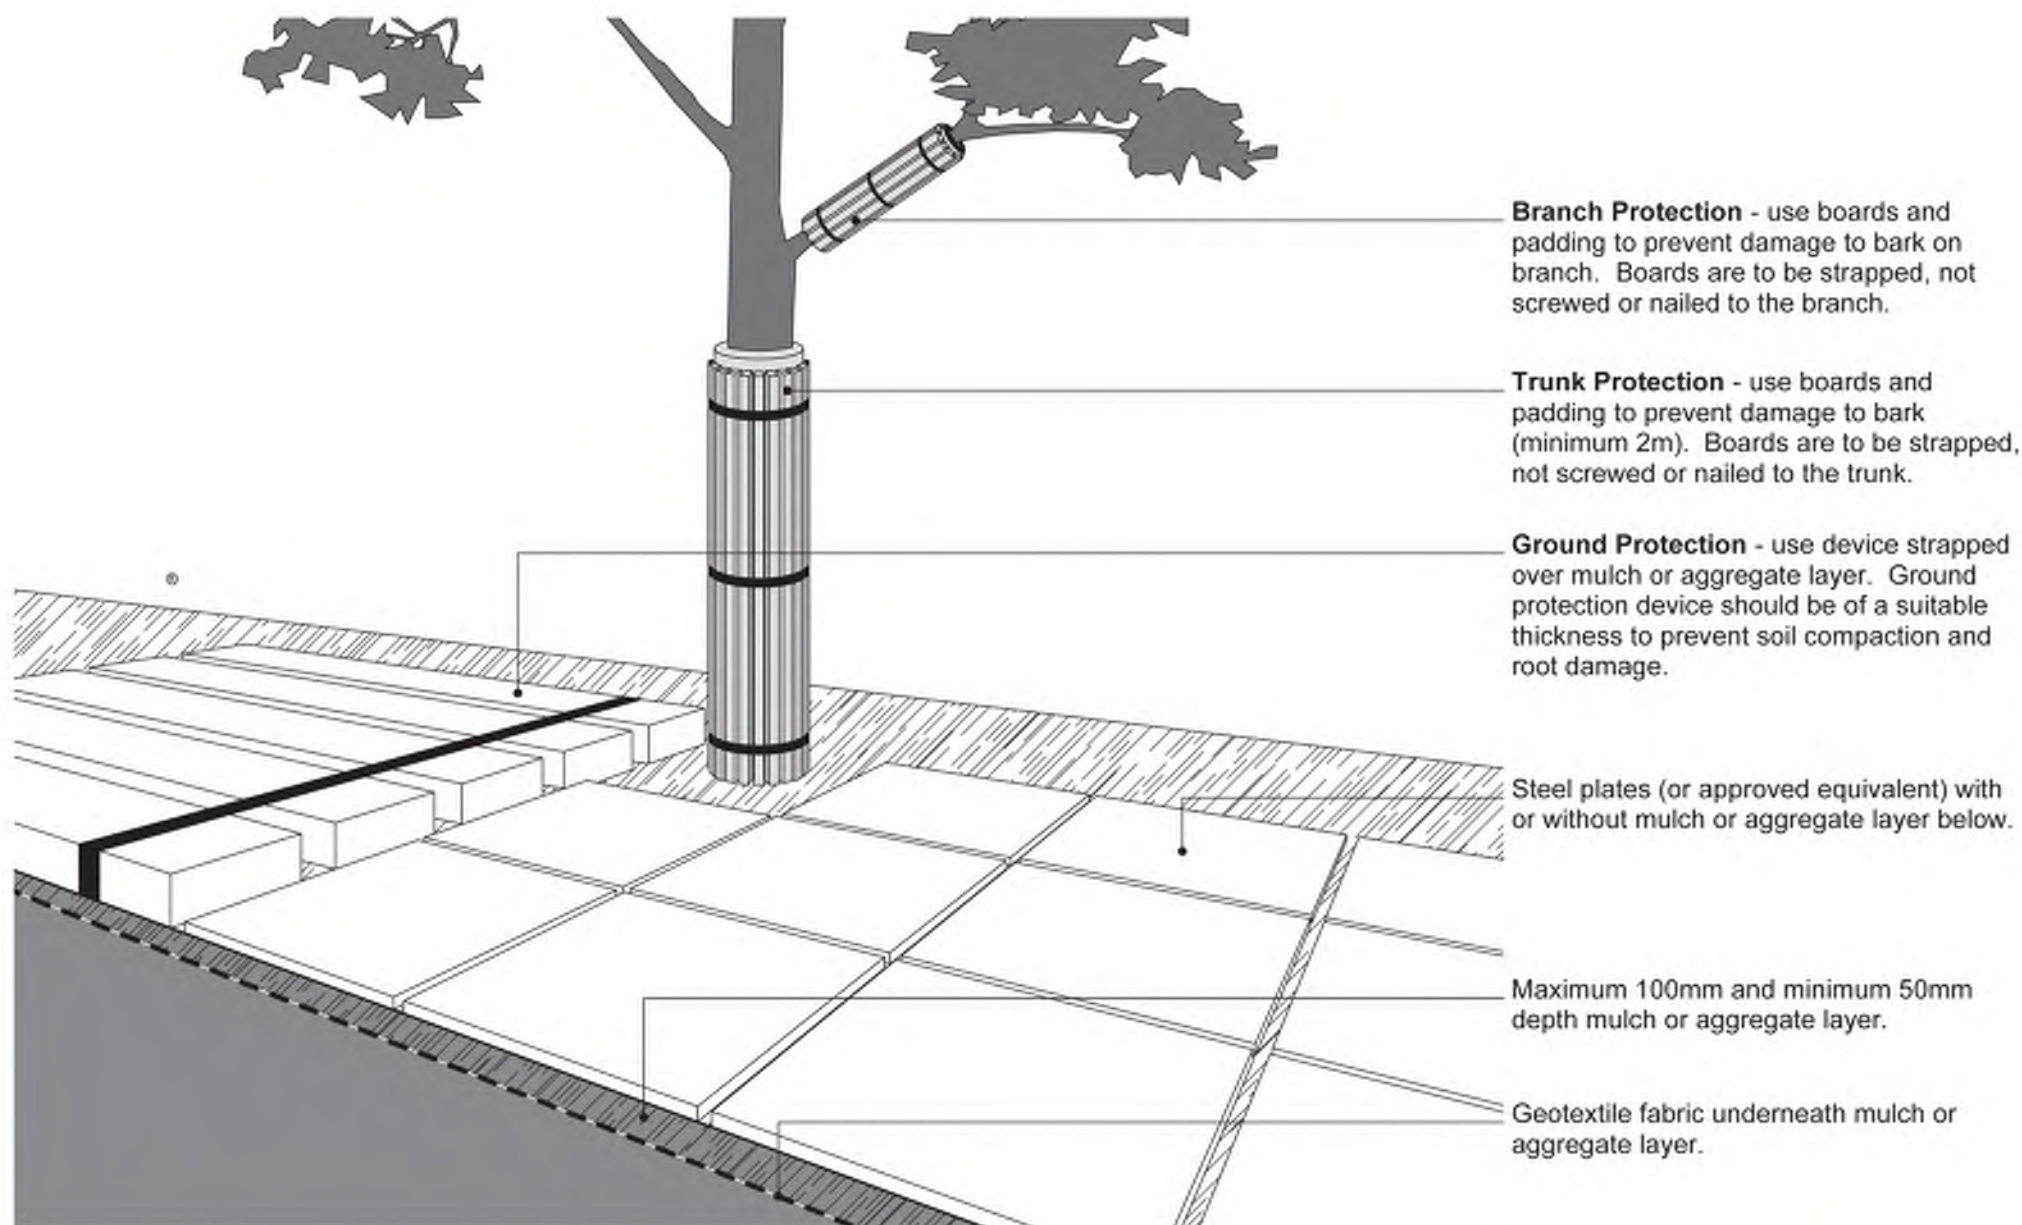 Branch Protection - use boards and
padding to prevent damage to bark on
branch. Boards are to be strapped, not
screwed or nailed to the branch.
Trunk Protection - use boards and
padding to prevent damage to bark
(minimum 2m). Boards are to be strapped,
not screwed or nailed to the trunk.
Ground Protection - use device strapped
over mulch or aggregate layer. Ground
protection device should be of a suitable
thickness to prevent soil compaction and
root damage.
®
Steel plates (or approved equivalent) with
or without mulch or aggregate layer below.
Maximum 100mm and minimum 50mm
depth mulch or aggregate layer.
Geotextile fabric underneath mulch or
aggregate layer.